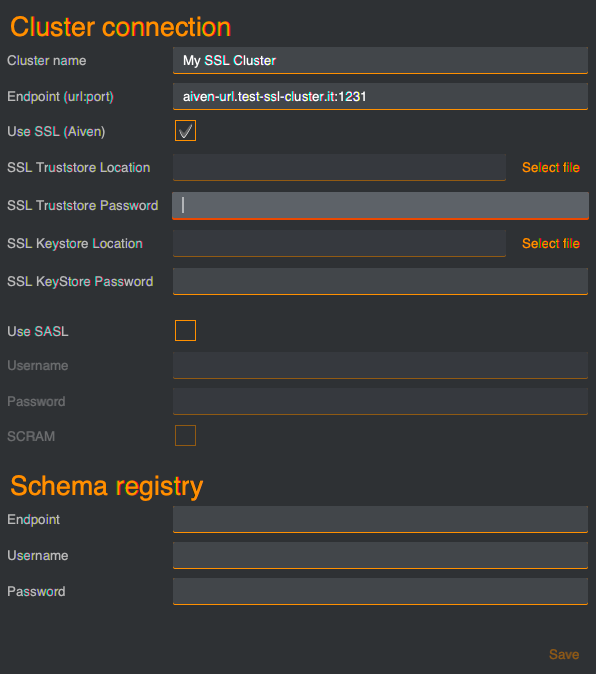 Cluster connection
Cluster name My SSL Cluster
Endpoint (url:port) aiven-url.test-ssl-cluster.it:1231
Use SSL (Aiven)
SSL Truststore Location Select file
SSL Truststore Password
SSL Keystore Location Select file
SSL KeyStore Password
Use SASL
Username
Password
SCRAM
Schema registry
Endpoint
Username
Password
Save